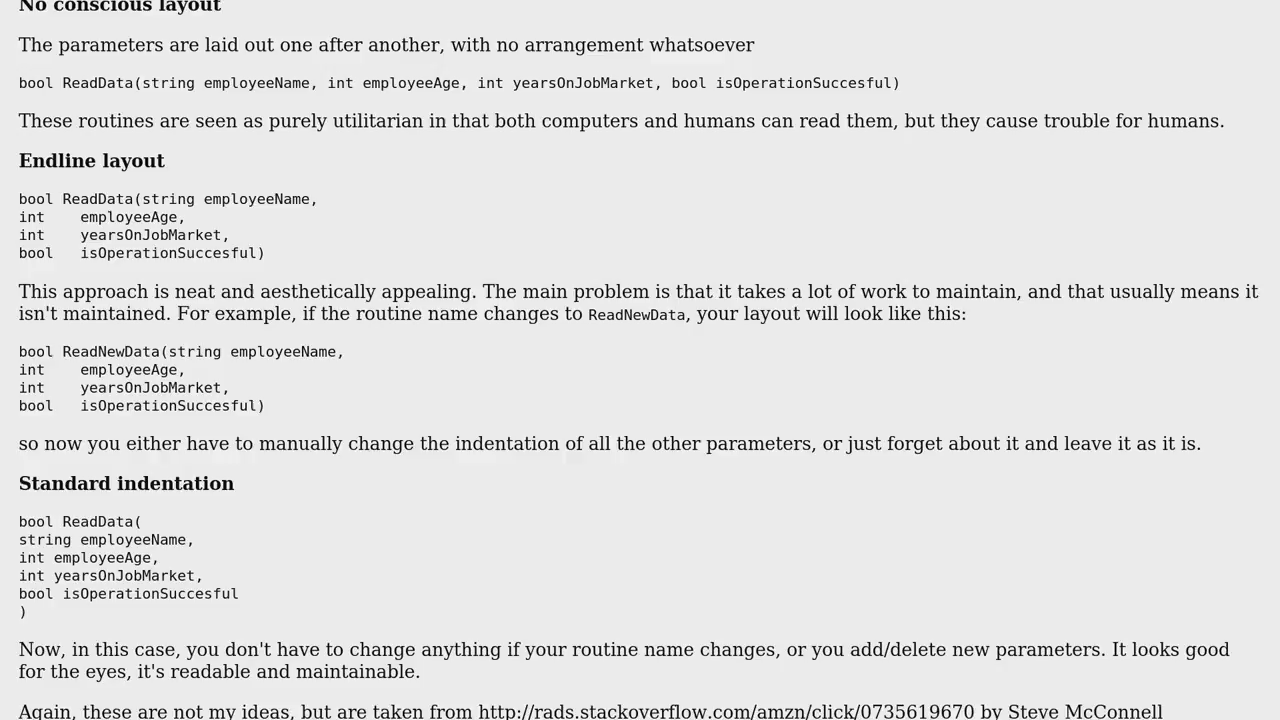 No conscious layout
The parameters are laid out one after another, with no arrangement whatsoever
bool ReadData(string employeeName, int employeeAge, int yearsOnJobMarket, bool isOperationSuccesful)
These routines are seen as purely utilitarian in that both computers and humans can read them, but they cause trouble for humans.
Endline layout
bool ReadData(string employeeName,
int    employeeAge,
int    yearsOnJobMarket,
bool   isOperationSuccesful)
This approach is neat and aesthetically appealing. The main problem is that it takes a lot of work to maintain, and that usually means it
isn't maintained. For example, if the routine name changes to ReadNewData, your layout will look like this:
bool ReadNewData(string employeeName,
int    employeeAge,
int    yearsOnJobMarket,
bool   isOperationSuccesful)
so now you either have to manually change the indentation of all the other parameters, or just forget about it and leave it as it is.
Standard indentation
bool ReadData(
string employeeName,
int employeeAge,
int yearsOnJobMarket,
bool isOperationSuccesful
)
Now, in this case, you don't have to change anything if your routine name changes, or you add/delete new parameters. It looks good
for the eyes, it's readable and maintainable.
Again, these are not my ideas, but are taken from http://rads.stackoverflow.com/amzn/click/0735619670 by Steve McConnell